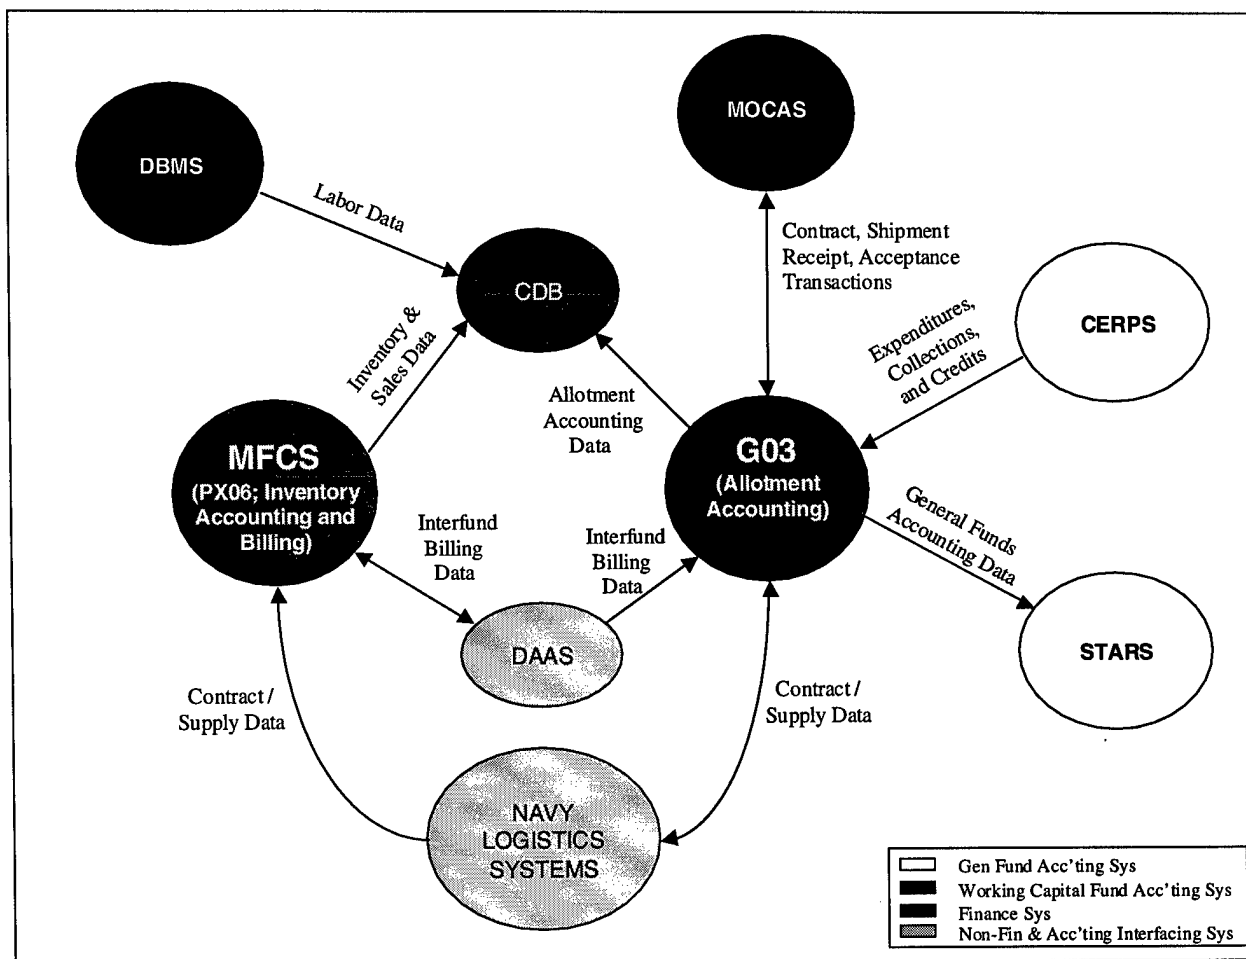 MOCAS
DBMS
Labor Data
CDB
Contract, Shipment
Receipt, Acceptance
Transactions
CERPS
Expenditures,
Collections,
and Credits
Inventory &
Sales Data
Allotment
Accounting
Data
MFCS
(PX06; Inventory
Accounting and
Billing)
G03
(Allotment
Accounting)
General Funds
Accounting Data
Interfund
Billing
Data
Interfund
Billing
Data
DAAS
STARS
Contract /
Supply Data
Contract /
Supply Data
NAVY
LOGISTICS
SYSTEMS
Gen Fund Acc'ting Sys
Working Capital Fund Acc'ting Sys
Finance Sys
Non-Fin & Acc'ting Interfacing Sys